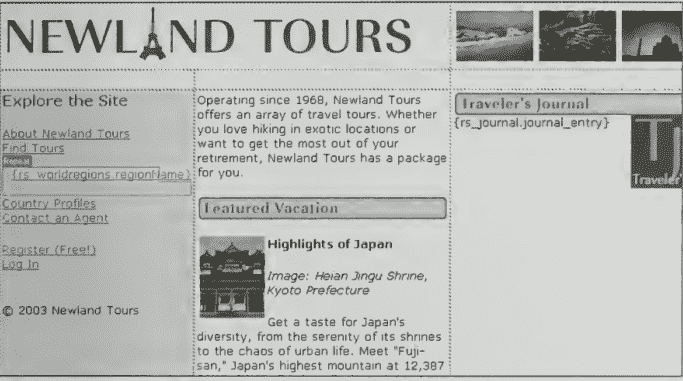 NEWLAND TOURS
Explore the Site
About Newland Tours
Find Tours
Repeat
{rs_worldregions.regionName}
Country Profiles
Contact an Agent
Register (Free!)
Log In
© 2003 Newland Tours
Operating since 1968, Newland Tours
offers an array of travel tours. Whether
you love hiking in exotic locations or
want to get the most out of your
retirement, Newland Tours has a package
for you.
Featured Vacation
Highlights of Japan
Image: Heian Jingu Shrine,
Kyoto Prefecture
Get a taste for Japan's
diversity, from the serenity of its shrines
to the chaos of urban life. Meet "Fuji-
san," Japan's highest mountain at 12,387
Traveler's Journal
{rs_journal.journal_entry}
TJ
Traveler'